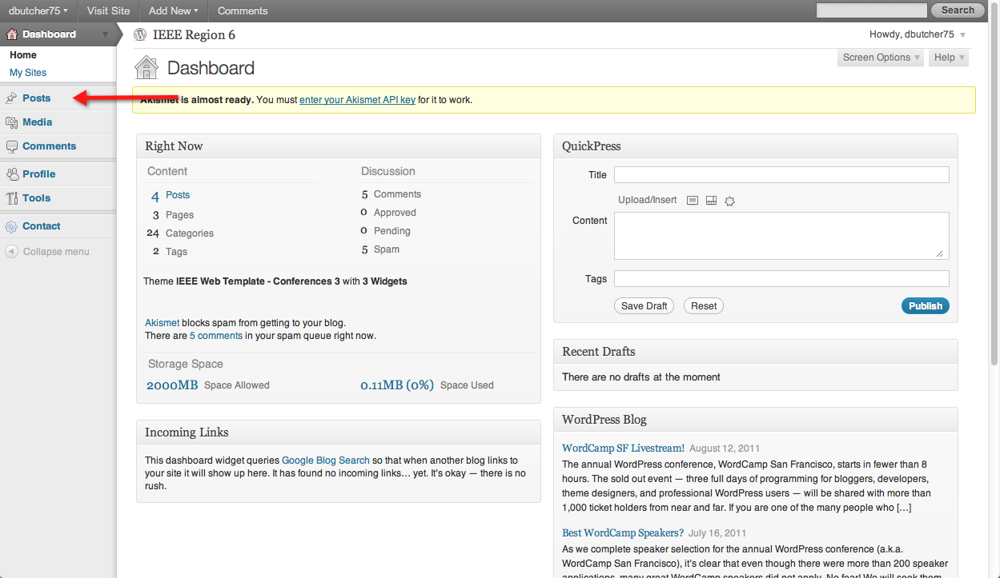 dbutcher75 Visit Site Add New Comments Search
Dashboard
Home
My Sites
Posts
Media
Comments
Profile
Tools
Contact
Collapse menu
IEEE Region 6
Howdy, dbutcher75
Screen Options Help
Dashboard
Akismet is almost ready. You must enter your Akismet API key for it to work.
Right Now
Content Discussion
4 Posts 5 Comments
3 Pages 0 Approved
24 Categories 0 Pending
2 Tags 5 Spam
Theme IEEE Web Template - Conferences 3 with 3 Widgets
Akismet blocks spam from getting to your blog.
There are 5 comments in your spam queue right now.
Storage Space
2000MB Space Allowed 0.11MB (0%) Space Used
Incoming Links
This dashboard widget queries Google Blog Search so that when another blog links to
your site it will show up here. It has found no incoming links... yet. It's okay — there is no
rush.
QuickPress
Title
Upload/Insert
Content
Tags
Save Draft Reset Publish
Recent Drafts
There are no drafts at the moment
WordPress Blog
WordCamp SF Livestream! August 12, 2011
The annual WordPress conference, WordCamp San Francisco, starts in fewer than 8
hours. The sold out event — three full days of programming for bloggers, developers,
theme designers, and professional WordPress users — will be shared with more than
1,000 ticket holders from near and far. If you are one of the many people who [...]
Best WordCamp Speakers? July 16, 2011
As we complete speaker selection for the annual WordPress conference (a.k.a.
WordCamp San Francisco), it's clear that even though there were more than 200 speaker
applications, many great WordCamp speakers did not apply. No fear! We will seek them